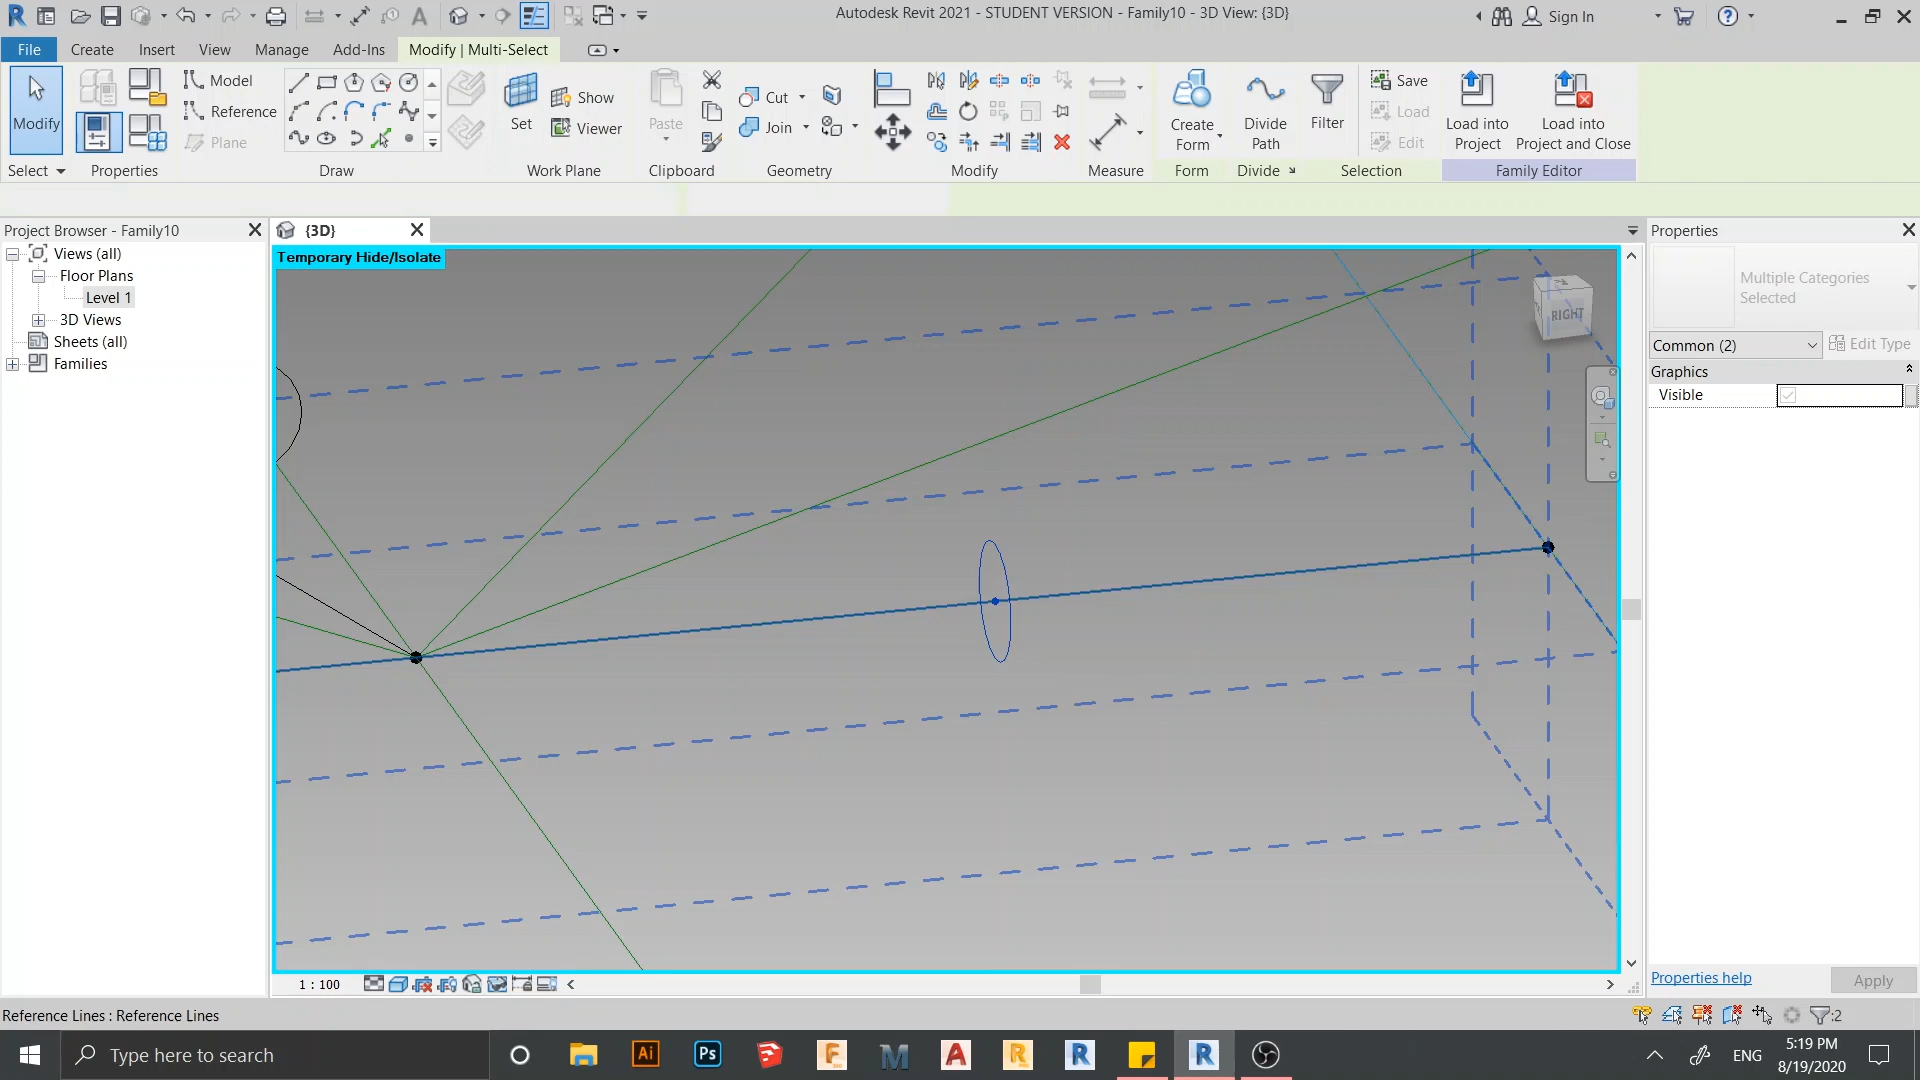 Autodesk Revit 2021 - STUDENT VERSION - Family10 - 3D View: {3D}
Sign In
File Create Insert View Manage Add-Ins Modify | Multi-Select
Modify
Model
Reference
Plane
Set
Show
Viewer
Paste
Cut
Join
Create
Form
Divide
Path
Filter
Save
Load
Edit
Load into
Project
Load into
Project and Close
Select Properties Draw Work Plane Clipboard Geometry Modify Measure Form Divide Selection Family Editor
Project Browser - Family10
Views (all)
Floor Plans
Level 1
3D Views
Sheets (all)
Families
{3D}
Temporary Hide/Isolate
RIGHT
Properties
Multiple Categories
Selected
Common (2)
Edit Type
Graphics
Visible
Properties help
Apply
1 : 100
Reference Lines : Reference Lines
:2
Type here to search
Ai
Ps
ENG
5:19 PM
8/19/2020